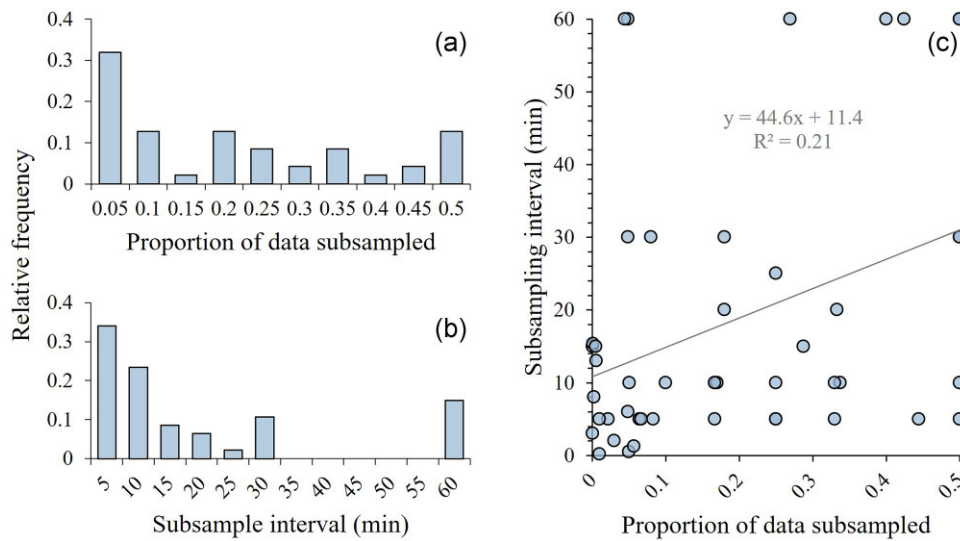 (a)
0.4
0.3
0.2
0.1
0
0.05 0.1 0.15 0.2 0.25 0.3 0.35 0.4 0.45 0.5
Proportion of data subsampled
Relative frequency
(b)
0.4
0.3
0.2
0.1
0
5 10 15 20 25 30 35 40 45 50 55 60
Subsample interval (min)
(c)
60
50
40
30
20
10
0
Subsampling interval (min)
y = 44.6x + 11.4
R² = 0.21
0 0.1 0.2 0.3 0.4 0.5
Proportion of data subsampled